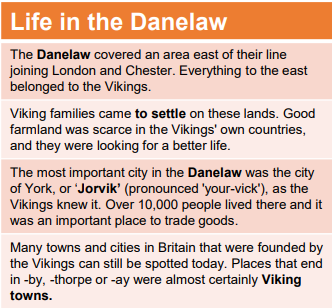 Life in the Danelaw
The Danelaw covered an area east of their line
joining London and Chester. Everything to the east
belonged to the Vikings.
Viking families came to settle on these lands. Good
farmland was scarce in the Vikings' own countries,
and they were looking for a better life.
The most important city in the Danelaw was the city
of York, or ‘Jorvik’ (pronounced 'your-vick'), as the
Vikings knew it. Over 10,000 people lived there and it
was an important place to trade goods.
Many towns and cities in Britain that were founded by
the Vikings can still be spotted today. Places that end
in -by, -thorpe or -ay were almost certainly Viking
towns.